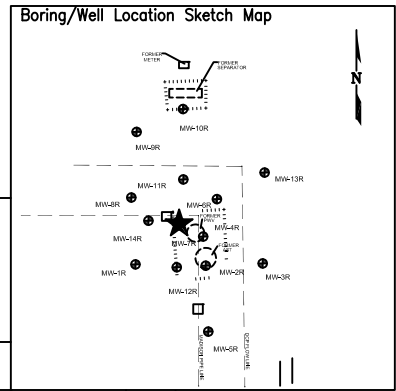 Boring/Well Location Sketch Map
FORMER
METER
FORMER
SEPARATOR
N
MW-10R
MW-9R
MW-11R
MW-13R
MW-8R
MW-6R
FORMER
MW-4R
MW-14R
MW-7R
FORMER
MW-1R
MW-2R
MW-3R
MW-12R
MW-5R